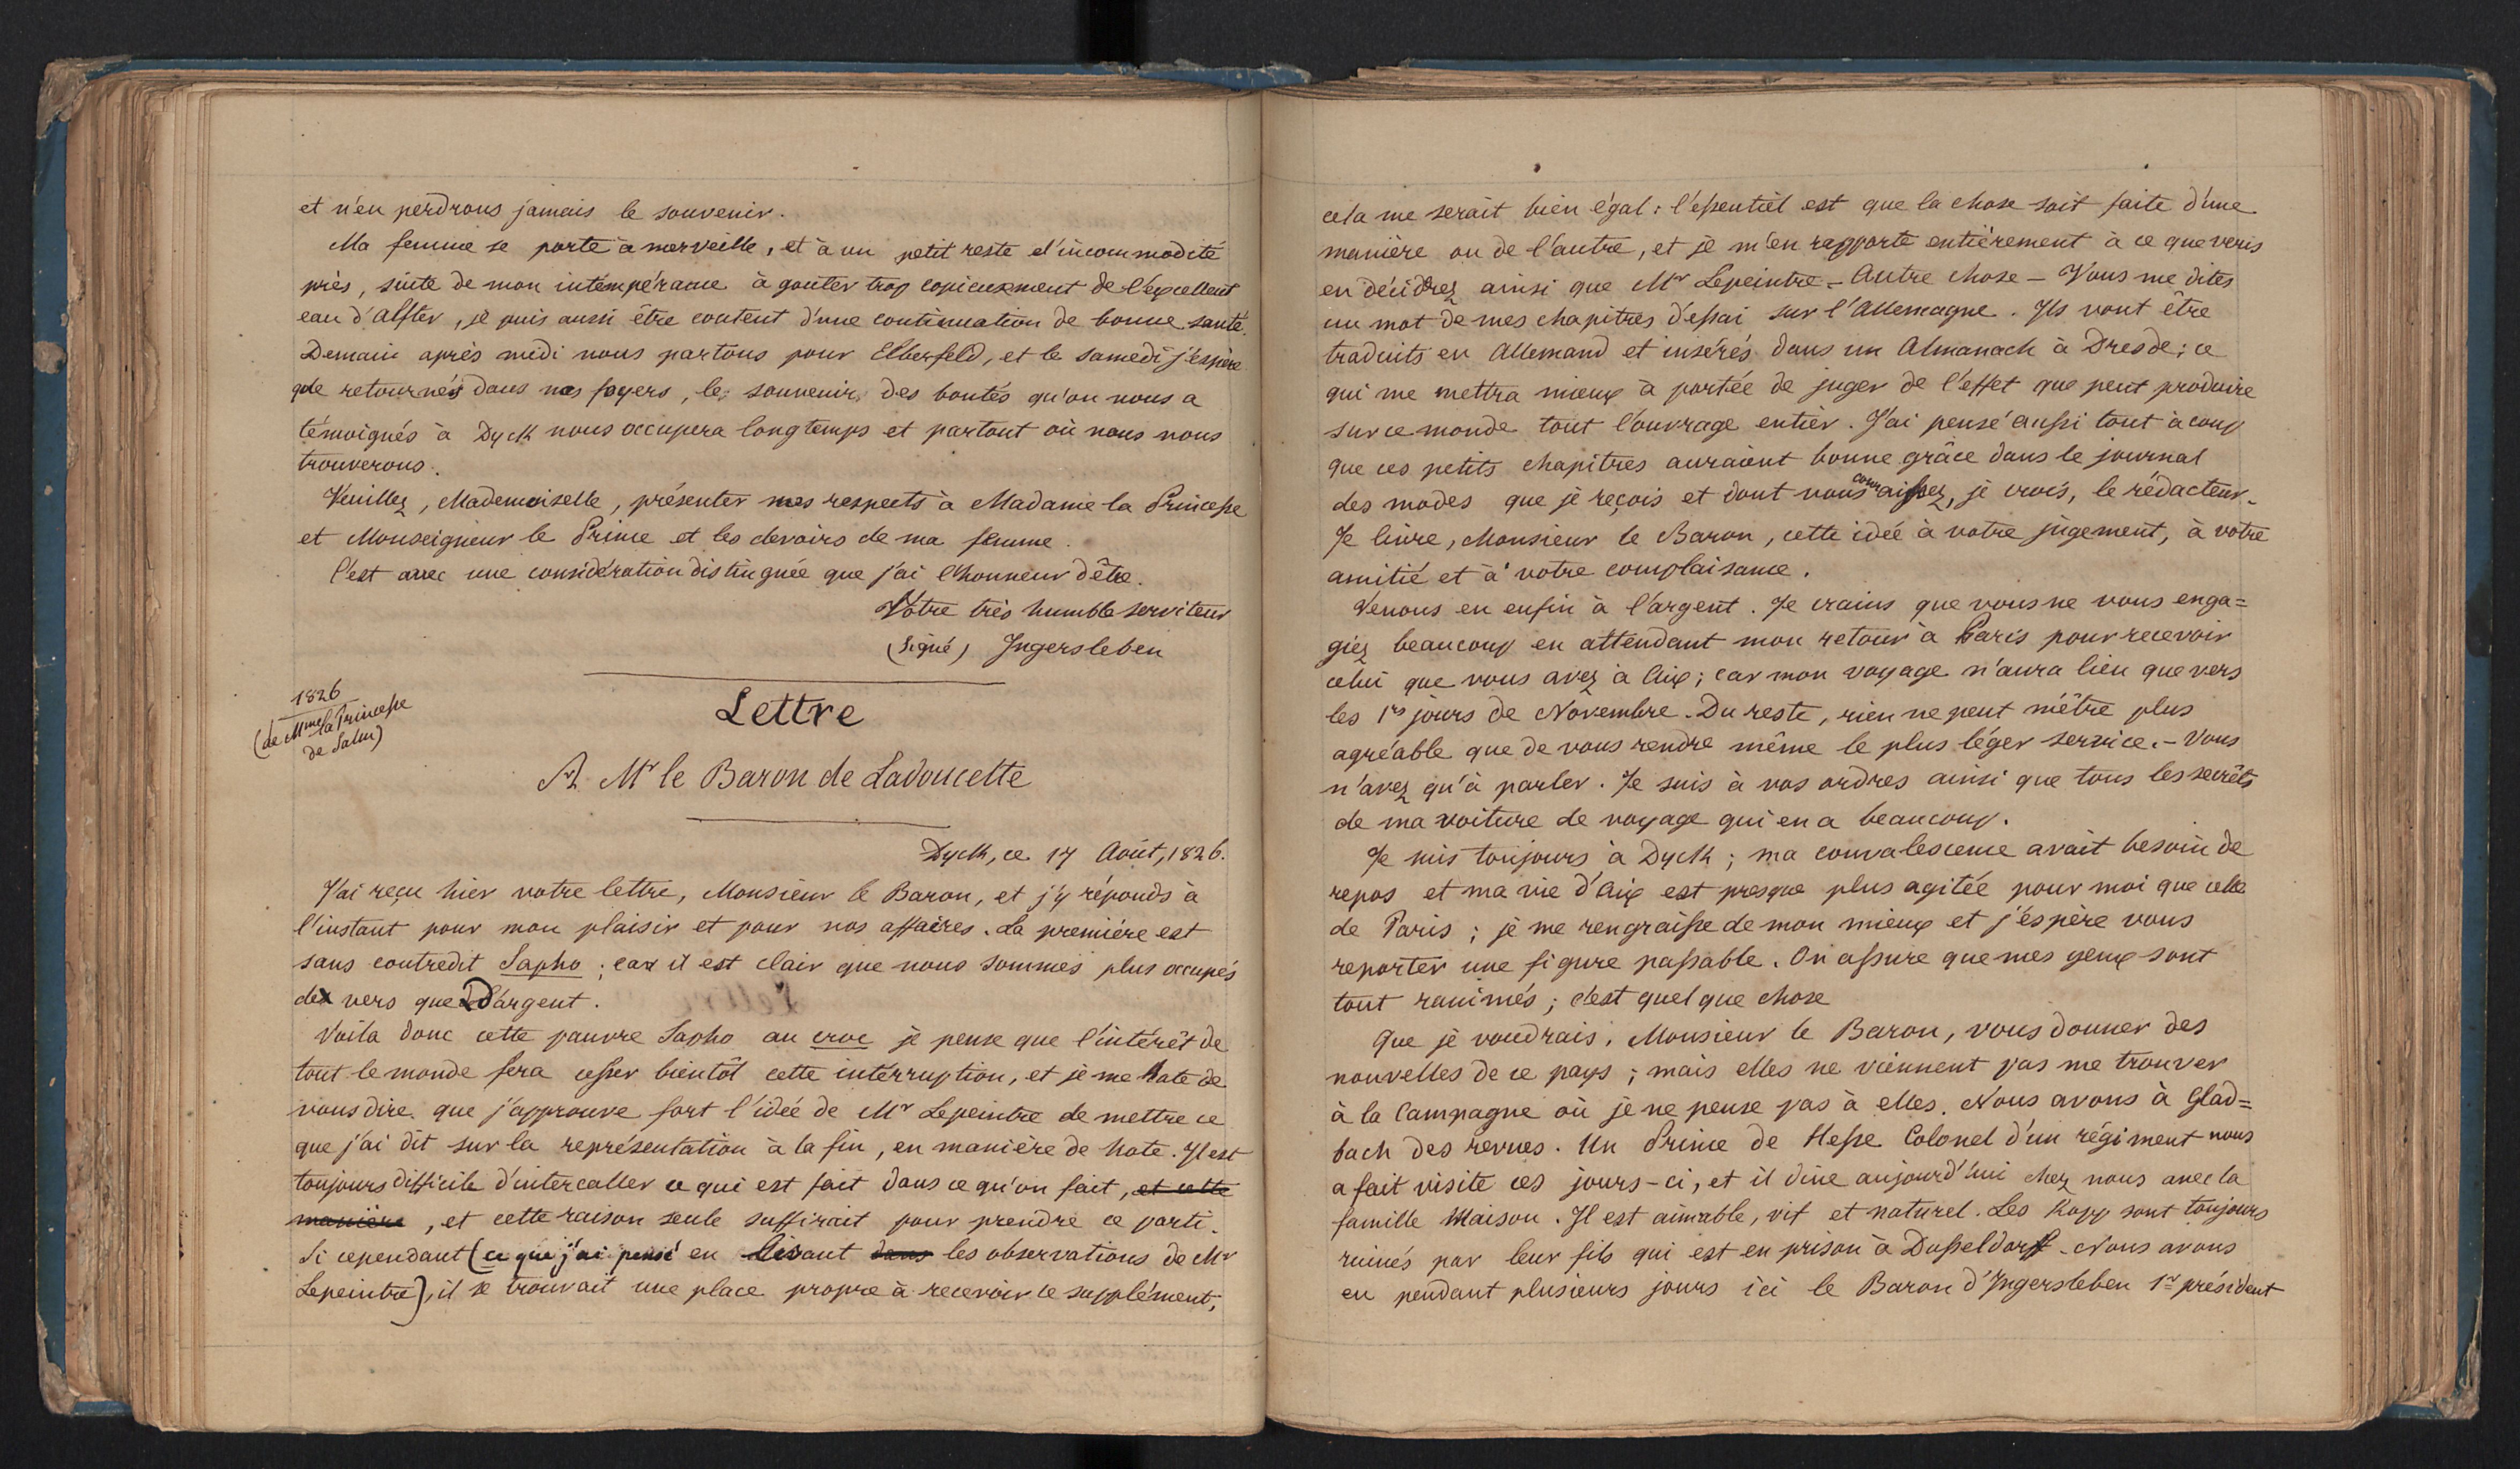 et n'en perdrons jamais le souvenir.
Ma femme se porte à merveille, et à un petit reste d'incommodité
près, suite de mon intempérance à gouter trop copieusement de l'excellent
eau d'Alfter, je puis aussi être content d'une continuation de bonne santé.
Demain après midi nous partons pour Elberfeld, et le samedi j'espère
que retournés dans nos foyers, le souvenir des bontés qu'on nous a
témoignés à Dyck nous occupera longtemps et partout où nous nous
trouverons.
Veuillez, Mademoiselle, présenter mes respects à Madame la Princesse
et Monseigneur le Prince et les devoirs de ma femme.
C'est avec une considération distinguée que j'ai l'honneur d'être.
Votre très humble serviteur
(Signé) Ingersleben
1826
(de Mme la Princesse
de Salm)
Lettre
A Mr le Baron de Ladoucette
Dyck, ce 17 Août, 1826.
J'ai reçu hier votre lettre, Monsieur le Baron, et j'y réponds à
l'instant pour mon plaisir et pour nos affaires. La première est
sans contredit Sapho; car il est clair que nous sommes plus occupés
de vers que D'argent.
Voila donc cette pauvre Sapho au croc je pense que l'intérêt de
tout le monde fera cesser bientôt cette intérruption, et je me hate de
vous dire que j'approuve fort l'idée de Mr Lepeintre de mettre ce
que j'ai dit sur la représentation à la fin, en manière de note. Il est
toujours difficile d'intercaller ce qui est fait dans ce qu'on fait, et cette
manière, et cette raison seule suffirait pour prendre ce parti.
Si cependant (ce que j'ai pensé en lisant dans les observations de Mr
Lepeintre), il se trouvait une place propre à recevoir ce supplément,
cela me serait bien égal: l'essentiel est que la chose soit faite d'une
manière ou de l'autre, et je m'en rapporte entièrement à ce que vous
en déciderez ainsi que Mr Lepeintre - Autre chose - Vous me dites
un mot de mes chapitres d'essai sur l'Allemagne. Ils vont être
traduits en Allemand et insérés dans un Almanach à Dresde; ce
qui me mettra mieux à portée de juger de l'effet que peut produire
sur ce monde tout l'ouvrage entier. J'ai pensé aussi tout à coup
que ces petits chapitres auraient bonne grâce dans le journal
des modes que je reçois et dont vous connaissez, je crois, le rédacteur.
Je livre, Monsieur le Baron, cette idée à votre jugement, à votre
amitié et à votre complaisance.
Venons en enfin à l'argent. Je crains que vous ne vous enga=
giez beaucoup en attendant mon retour à Paris pour recevoir
celui que vous avez à Aix; car mon voyage n'aura lieu que vers
les 1rs jours de Novembre. Du reste, rien ne peut m'être plus
agréable que de vous rendre même le plus léger service. - Vous
n'avez qu'à parler. Je suis à vos ordres ainsi que tous les secrêts
de ma voiture de voyage qui en a beaucoup.
Je suis toujours à Dyck; ma convalescence avait besoin de
repos et ma vie d'Aix est presque plus agitée pour moi que celle
de Paris; je me rengraisse de mon mieux et j'espère vous
reporter une figure passable. On assure que mes yeux sont
tout ranimés; c'est quelque chose
Que je voudrais, Monsieur le Baron, vous donner des
nouvelles de ce pays; mais elles ne viennent pas me trouver
à la Campagne où je ne pense pas à elles. Nous avons à Glad=
bach des revues. Un Prince de Hesse Colonel d'un régiment nous
a fait visite ces jours-ci, et il dine aujourd'hui chez nous avec la
famille Maison. Il est aimable, vif et naturel. Les Kopp sont toujours
ruinés par leur fils qui est en prison à Dusseldorf. Nous avons
eu pendant plusieurs jours ici le Baron d'Ingersleben 1er président